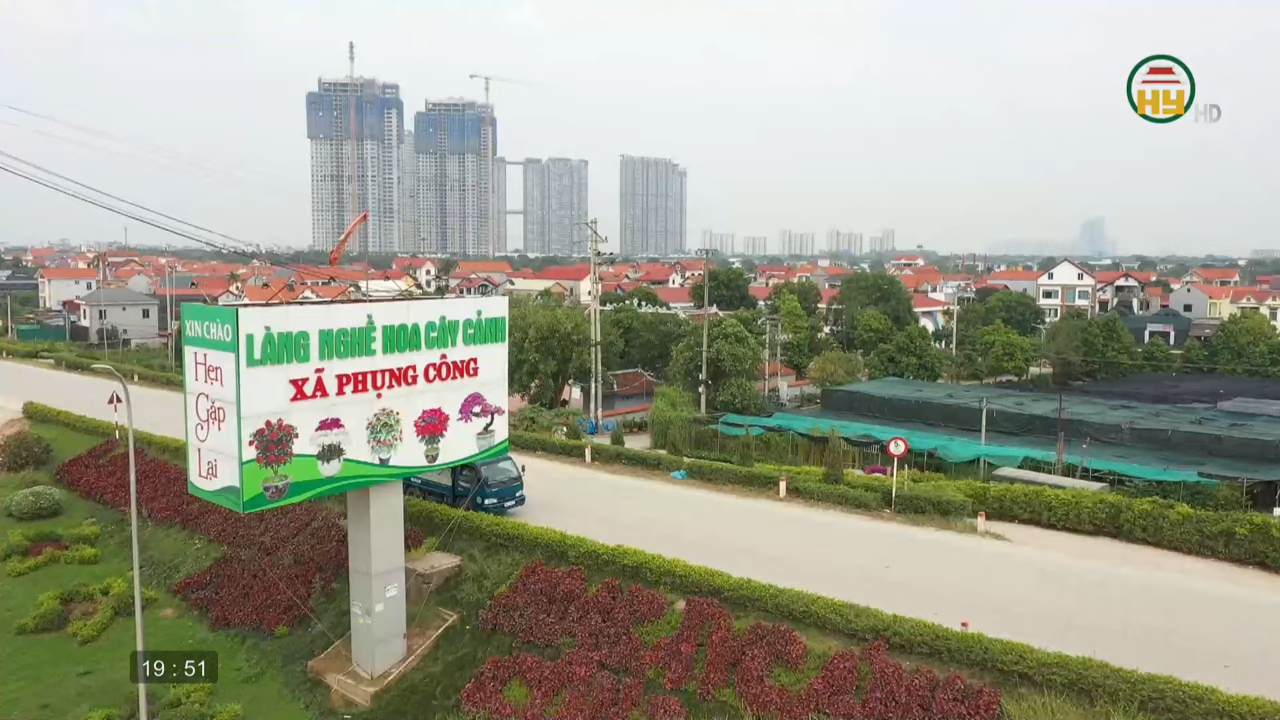 XIN CHÀO
Hẹn
Gặp
Lại
LÀNG NGHỀ HOA CÂY CẢNH
XÃ PHỤNG CÔNG
HY HD
19 : 51